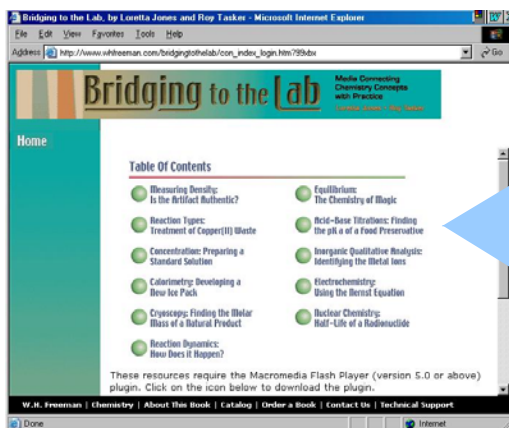 Bridging to the Lab, by Loretta Jones and Roy Tasker - Microsoft Internet Explorer
File Edit View Favorites Tools Help
Address http://www.whfreeman.com/bridgingtothelab/con_index_login.htm?99xbx
Go
Bridging to the Lab
Media Connecting
Chemistry Concepts
with Practice
Loretta Jones • Roy Tasker
Home
Table Of Contents
Measuring Density:
Is the Artifact Authentic?
Reaction Types:
Treatment of Copper(II) Waste
Concentration: Preparing a
Standard Solution
Calorimetry: Developing a
New Ice Pack
Cryoscopy: Finding the Molar
Mass of a Natural Product
Reaction Dynamics:
How Does it Happen?
Equilibrium:
The Chemistry of Magic
Acid-Base Titrations: Finding
the pK a of a Food Preservative
Inorganic Qualitative Analysis:
Identifying the Metal Ions
Electrochemistry:
Using the Nernst Equation
Nuclear Chemistry:
Half-Life of a Radionuclide
These resources require the Macromedia Flash Player (version 5.0 or above)
plugin. Click on the icon below to download the plugin.
W.H. Freeman | Chemistry | About This Book | Catalog | Order a Book | Contact Us | Technical Support
Done
Internet